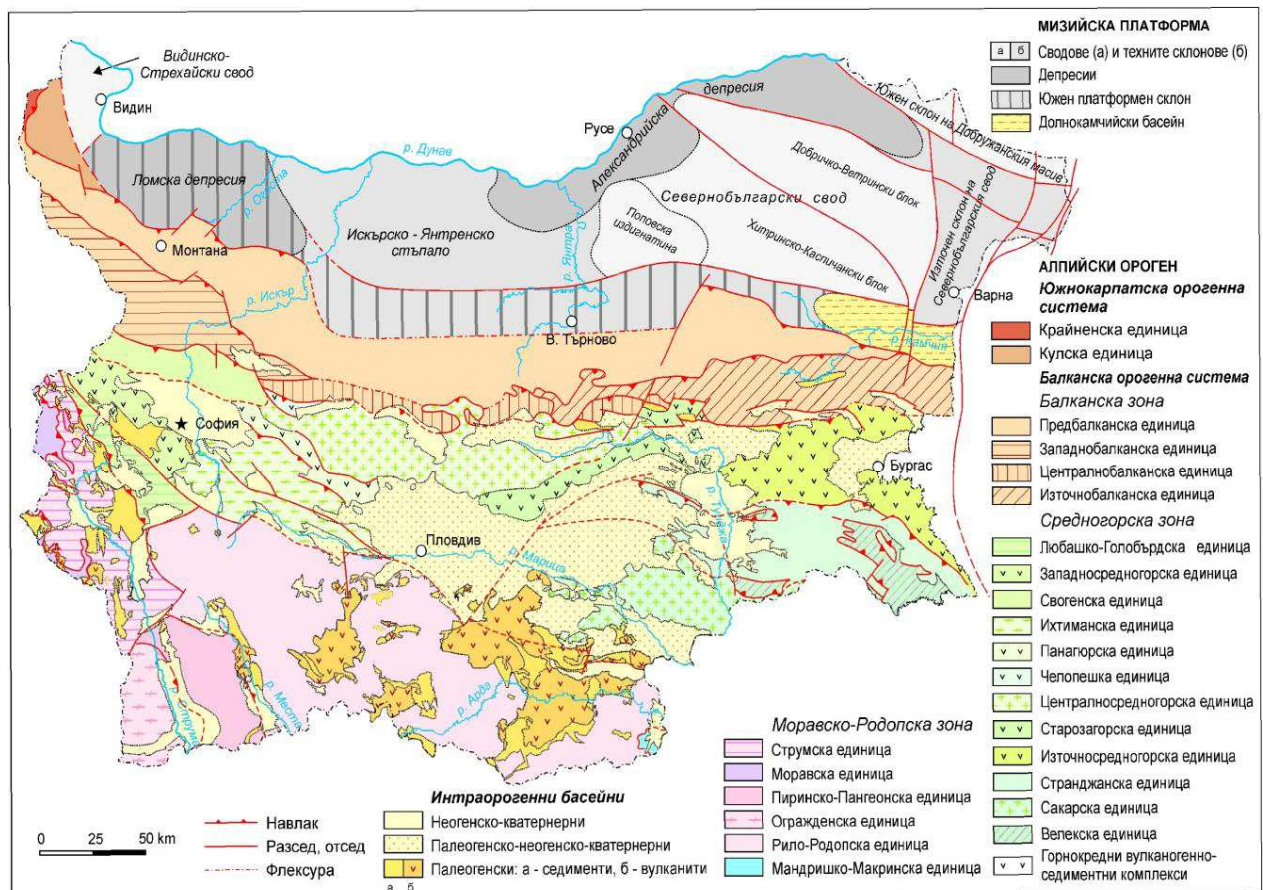 Видинско-
Стрехайски свод
Видин
Ломска депресия
р. Огоста
Монтана
р. Искър
р. Дунав
Искърско - Янтренско
стъпало
Русе
Александрийска
депресия
р. Янтра
В. Търново
Поповска
издигнатина
Севернобългарски свод
Добричко-Ветрински блок
Хитринско-Каспичански блок
Южен склон на Добруджанския масив
Източен склон на
Севернобългарския свод
Варна
р. Камчия
София
Бургас
Пловдив
р. Марица
р. Тунджа
р. Арда
р. Места
р. Струма
0 25 50 km
Навлак
Разсед, отсед
Флексура
Интраорогенни басейни
Неогенско-кватернерни
Палеогенско-неогенско-кватернерни
Палеогенски: а - седименти, б - вулканити
а б
Моравско-Родопска зона
Струмска единица
Моравска единица
Пиринско-Пангеонска единица
Огражденска единица
Рило-Родопска единица
Мандришко-Макринска единица
МИЗИЙСКА ПЛАТФОРМА
а б Сводове (а) и техните склонове (б)
Депресии
Южен платформен склон
Долнокамчийски басейн
АЛПИЙСКИ ОРОГЕН
Южнокарпатска орогенна
система
Крайненска единица
Кулска единица
Балканска орогенна система
Балканска зона
Предбалканска единица
Западнобалканска единица
Централнобалканска единица
Източнобалканска единица
Средногорска зона
Любашко-Голобърдска единица
Западносредногорска единица
Свогенска единица
Ихтиманска единица
Панагюрска единица
Челопешка единица
Централносредногорска единица
Старозагорска единица
Източносредногорска единица
Странджанска единица
Сакарска единица
Велекска единица
Горнокредни вулканогенно-
седиментни комплекси